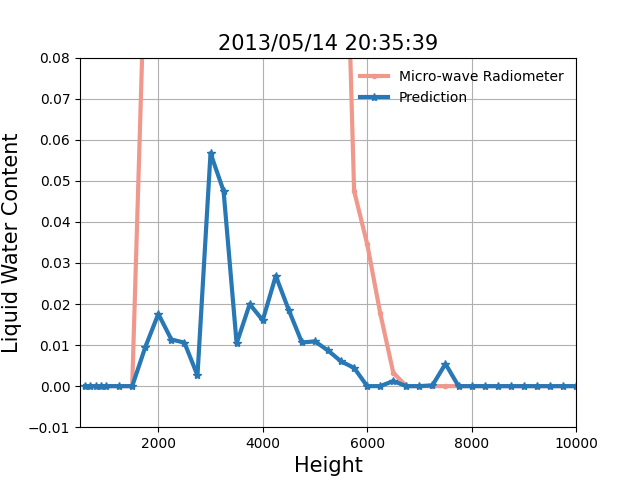 2013/05/14 20:35:39
Liquid Water Content
0.08
0.07
0.06
0.05
0.04
0.03
0.02
0.01
0.00
−0.01
Micro-wave Radiometer
Prediction
2000 4000 6000 8000 10000
Height